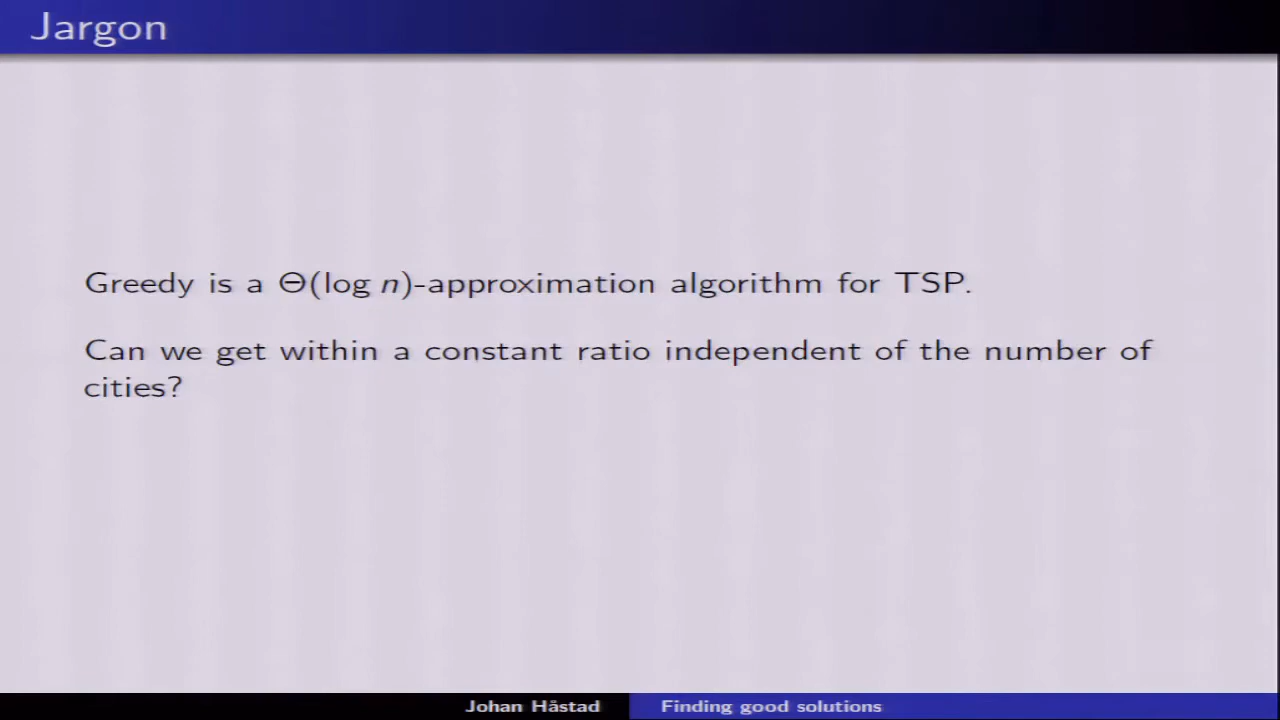 Jargon
Greedy is a Θ(log n)-approximation algorithm for TSP.
Can we get within a constant ratio independent of the number of
cities?
Johan Håstad
Finding good solutions